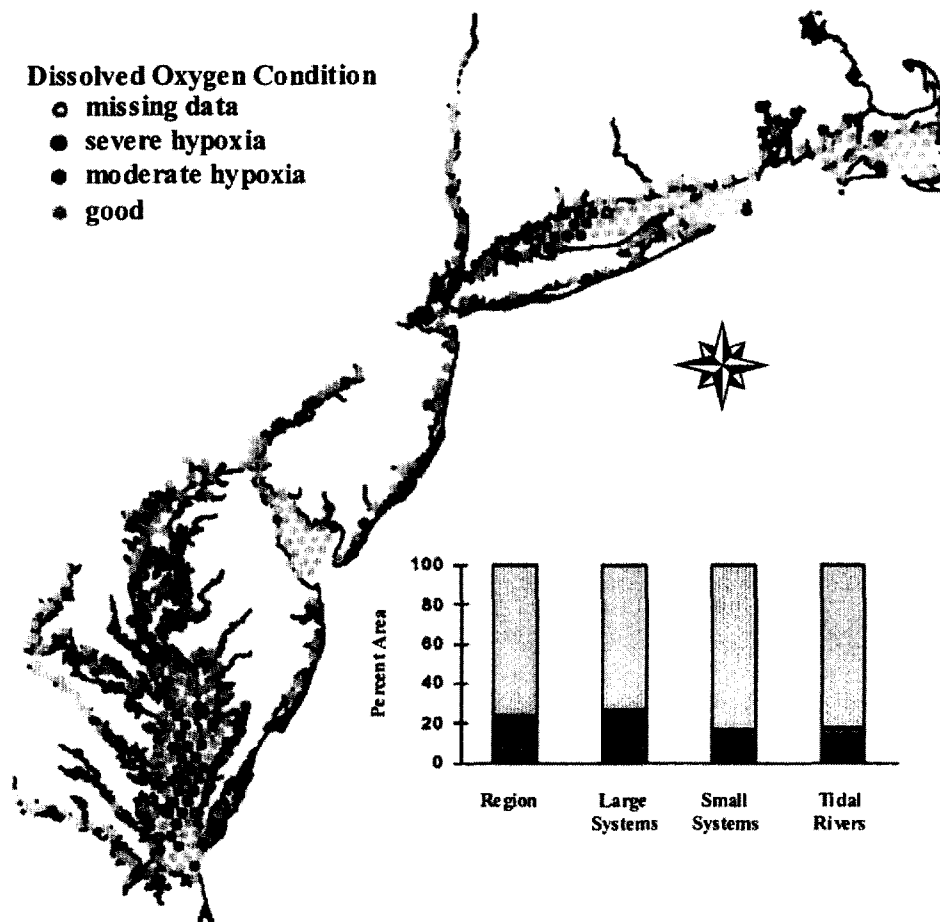 Dissolved Oxygen Condition
missing data
severe hypoxia
moderate hypoxia
good
Percent Area
100
80
60
40
20
0
Region
Large
Systems
Small
Systems
Tidal
Rivers